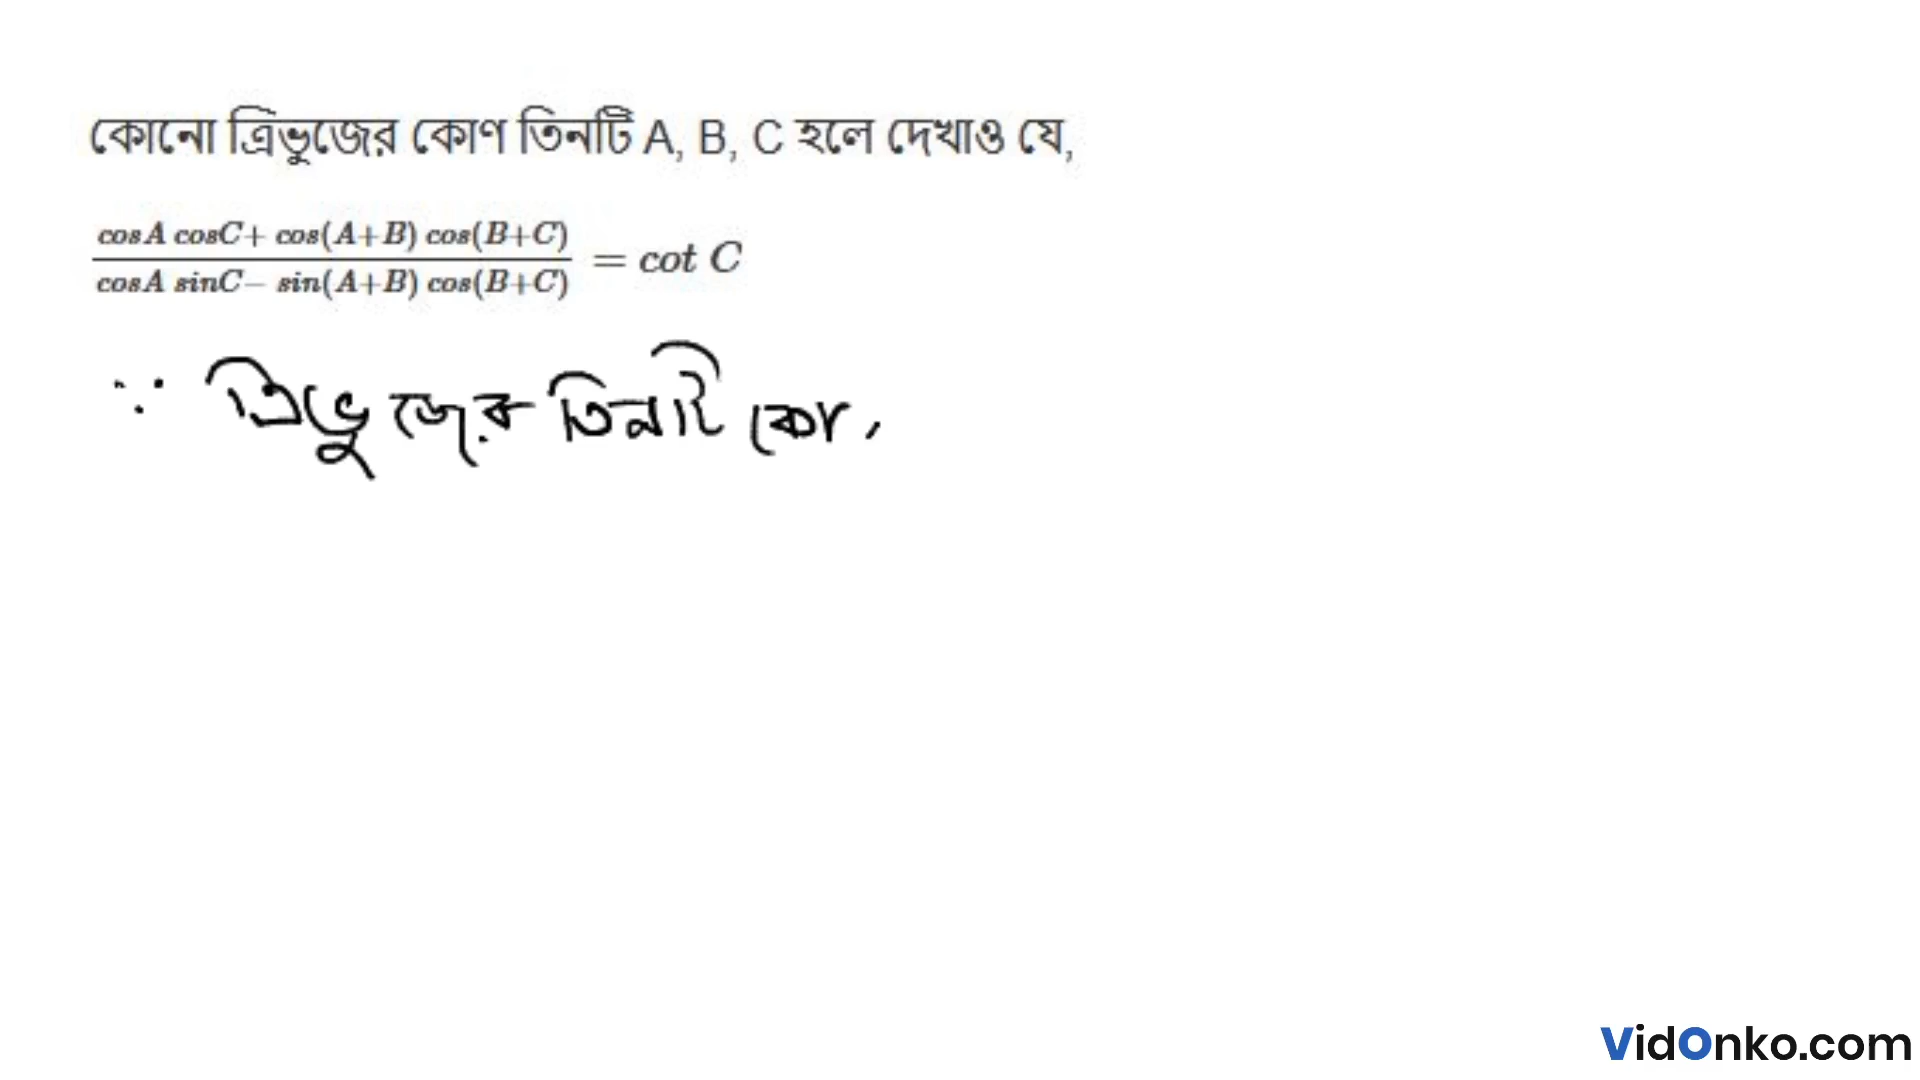 কোনো ত্রিভুজের কোণ তিনটি A, B, C হলে দেখাও যে,
cosA cosC+ cos(A+B) cos(B+C)
cosA sinC− sin(A+B) cos(B+C)
= cot C
∵ ত্রিভুজের তিনটি কোণ,
VidOnko.com